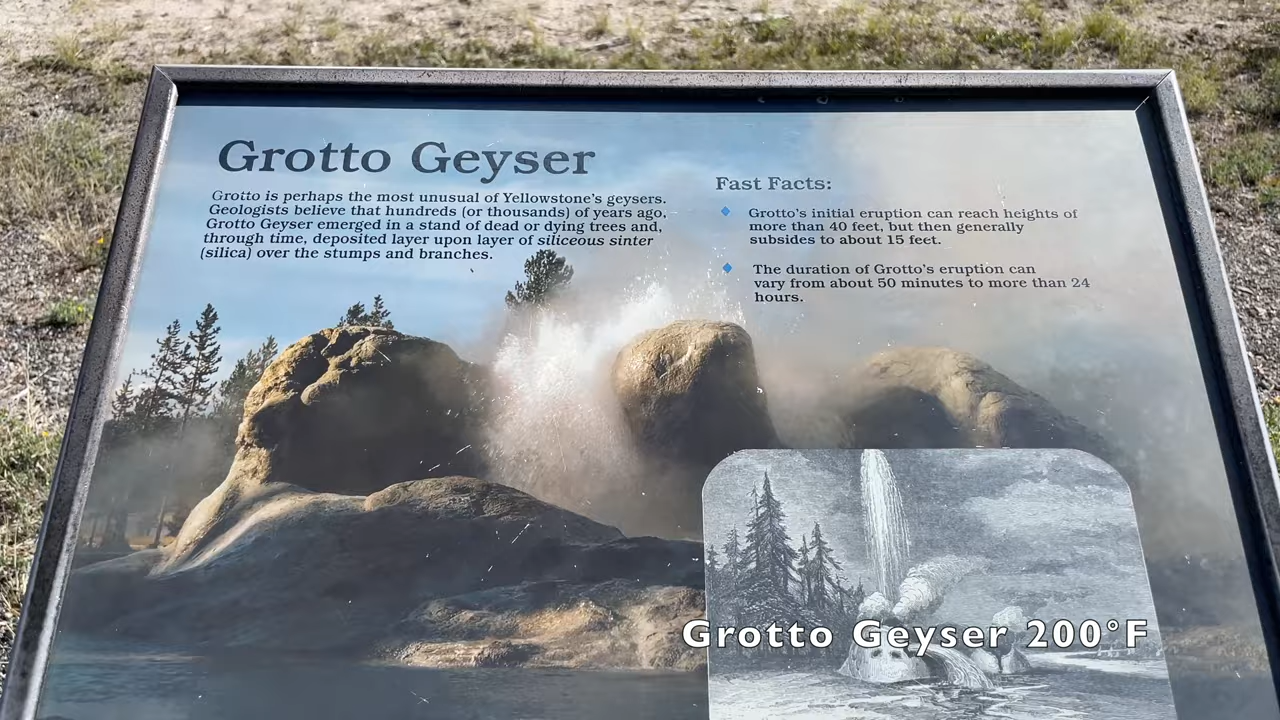 Grotto Geyser
Grotto is perhaps the most unusual of Yellowstone's geysers.
Geologists believe that hundreds (or thousands) of years ago,
Grotto Geyser emerged in a stand of dead or dying trees and,
through time, deposited layer upon layer of siliceous sinter
(silica) over the stumps and branches.
Fast Facts:
Grotto's initial eruption can reach heights of
more than 40 feet, but then generally
subsides to about 15 feet.
The duration of Grotto's eruption can
vary from about 50 minutes to more than 24
hours.
Grotto Geyser 200°F